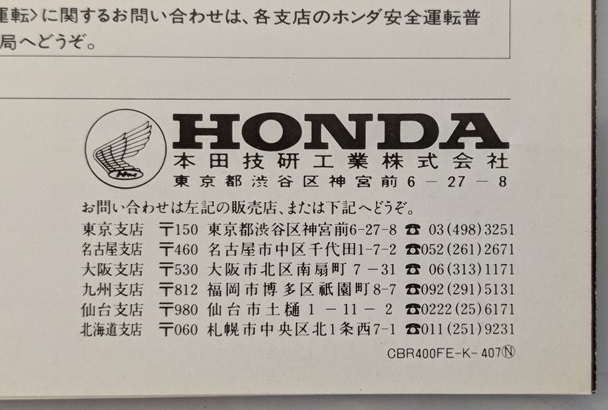 運転〉に関するお問い合わせは、各支店のホンダ安全運転普
局へどうぞ。
HONDA
本田技研工業株式会社
東京都渋谷区神宮前6-27-8
お問い合わせは左記の販売店、または下記へどうぞ。
東京支店 〒150 東京都渋谷区神宮前6-27-8 ☎ 03(498)3251
名古屋支店 〒460 名古屋市中区千代田1-7-2 ☎052(261)2671
大阪支店 〒530 大阪市北区南扇町7-31 ☎ 06(313)1171
九州支店 〒812 福岡市博多区祇園町8-7 ☎092(291)5131
仙台支店 〒980 仙台市土樋1-11-2 ☎0222(25)6171
北海道支店 〒060 札幌市中央区北1条西7-1 ☎011(251)9231
CBR400FE-K-407Ⓝ